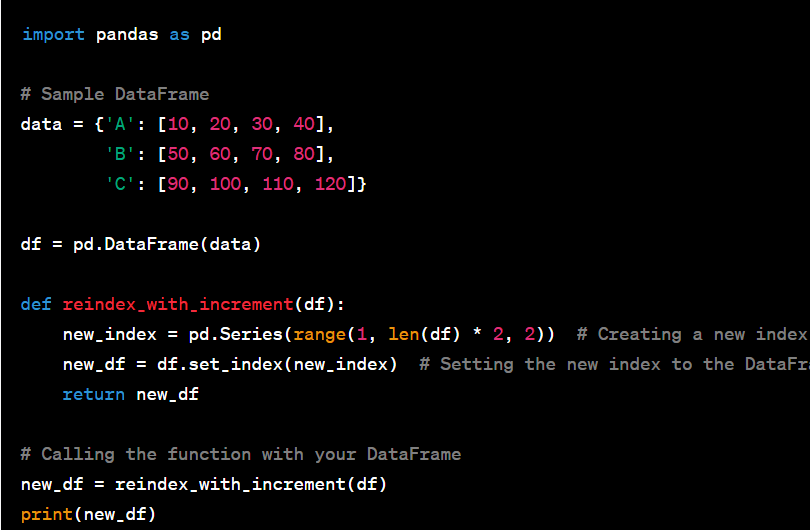 import pandas as pd
# Sample DataFrame
data = {'A': [10, 20, 30, 40],
        'B': [50, 60, 70, 80],
        'C': [90, 100, 110, 120]}
df = pd.DataFrame(data)
def reindex_with_increment(df):
    new_index = pd.Series(range(1, len(df) * 2, 2))  # Creating a new index
    new_df = df.set_index(new_index)  # Setting the new index to the DataFr
    return new_df
# Calling the function with your DataFrame
new_df = reindex_with_increment(df)
print(new_df)